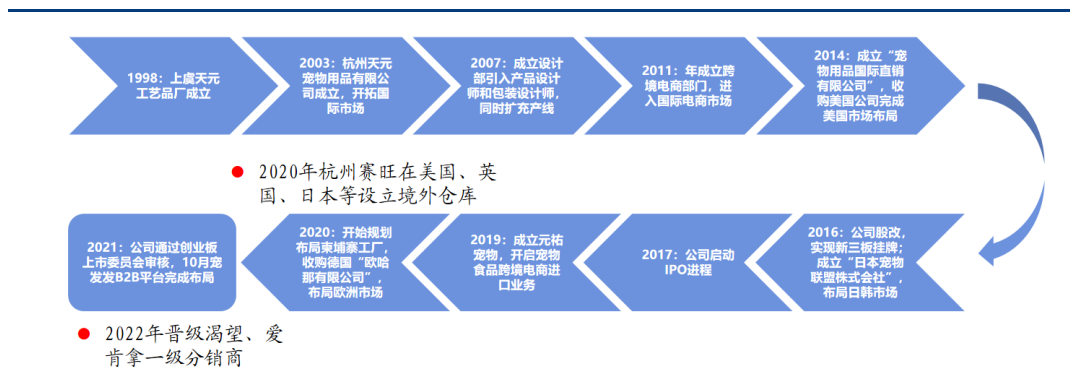 1998：上虞天元
工艺品厂成立
2003：杭州天元
宠物用品有限公
司成立，开拓国
际市场
2007：成立设计
部引入产品设计
师和包装设计师，
同时扩充产线
2011：年成立跨
境电商部门，进
入国际电商市场
2014：成立“宠
物用品国际直销
有限公司”，收
购美国公司完成
美国市场布局
2020年杭州赛旺在美国、英
国、日本等设立境外仓库
2016：公司股改，
实现新三板挂牌；
成立“日本宠物
联盟株式会社”，
布局日韩市场
2017：公司启动
IPO进程
2019：成立元祐
宠物，开启宠物
食品跨境电商进
口业务
2020：开始规划
布局柬埔寨工厂，
收购德国“欧哈
那有限公司”，
布局欧洲市场
2021：公司通过创业板
上市委员会审核，10月宠
发发B2B平台完成布局
2022年晋级渴望、爱
肯拿一级分销商